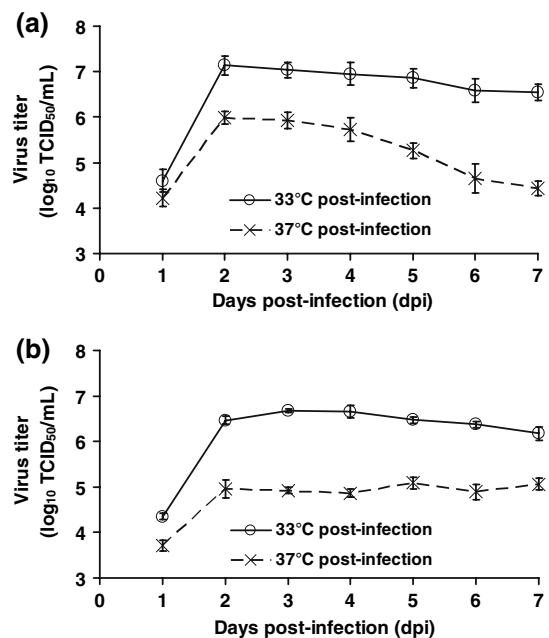 (a)
8
7
6
5
4
3
Virus titer
(log₁₀ TCID₅₀/mL)
33°C post-infection
37°C post-infection
0 1 2 3 4 5 6 7
Days post-infection (dpi)
(b)
8
7
6
5
4
3
Virus titer
(log₁₀ TCID₅₀/mL)
33°C post-infection
37°C post-infection
0 1 2 3 4 5 6 7
Days post-infection (dpi)